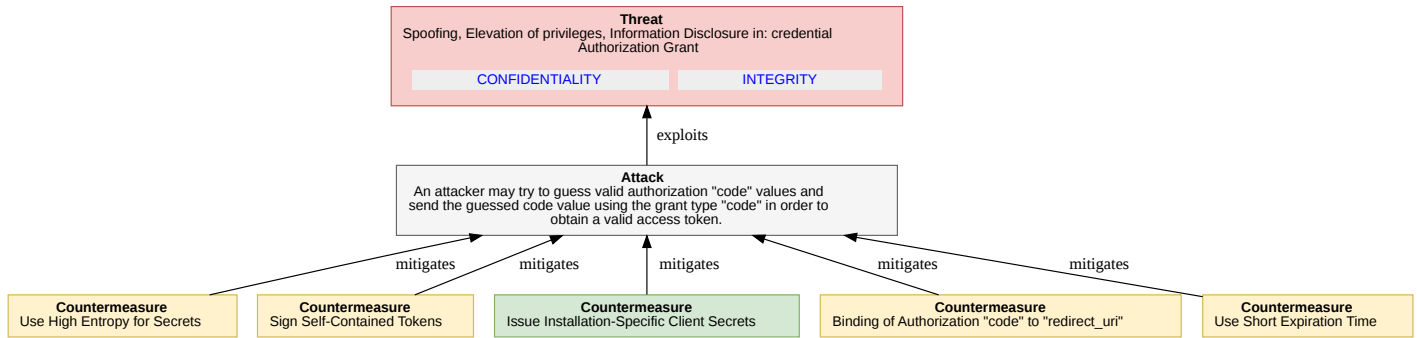 Threat
Spoofing, Elevation of privileges, Information Disclosure in: credential
Authorization Grant
CONFIDENTIALITY
INTEGRITY
exploits
Attack
An attacker may try to guess valid authorization "code" values and
send the guessed code value using the grant type "code" in order to
obtain a valid access token.
mitigates
mitigates
mitigates
mitigates
mitigates
Countermeasure
Use High Entropy for Secrets
Countermeasure
Sign Self-Contained Tokens
Countermeasure
Issue Installation-Specific Client Secrets
Countermeasure
Binding of Authorization "code" to "redirect_uri"
Countermeasure
Use Short Expiration Time